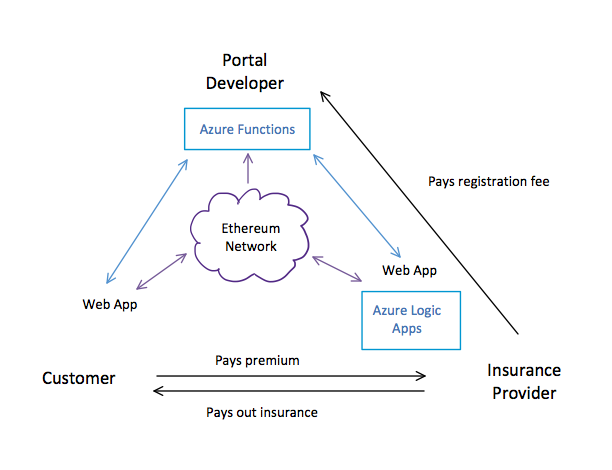 Portal
Developer
Azure Functions
Pays registration fee
Ethereum
Network
Web App
Web App
Azure Logic
Apps
Pays premium
Customer
Insurance
Provider
Pays out insurance